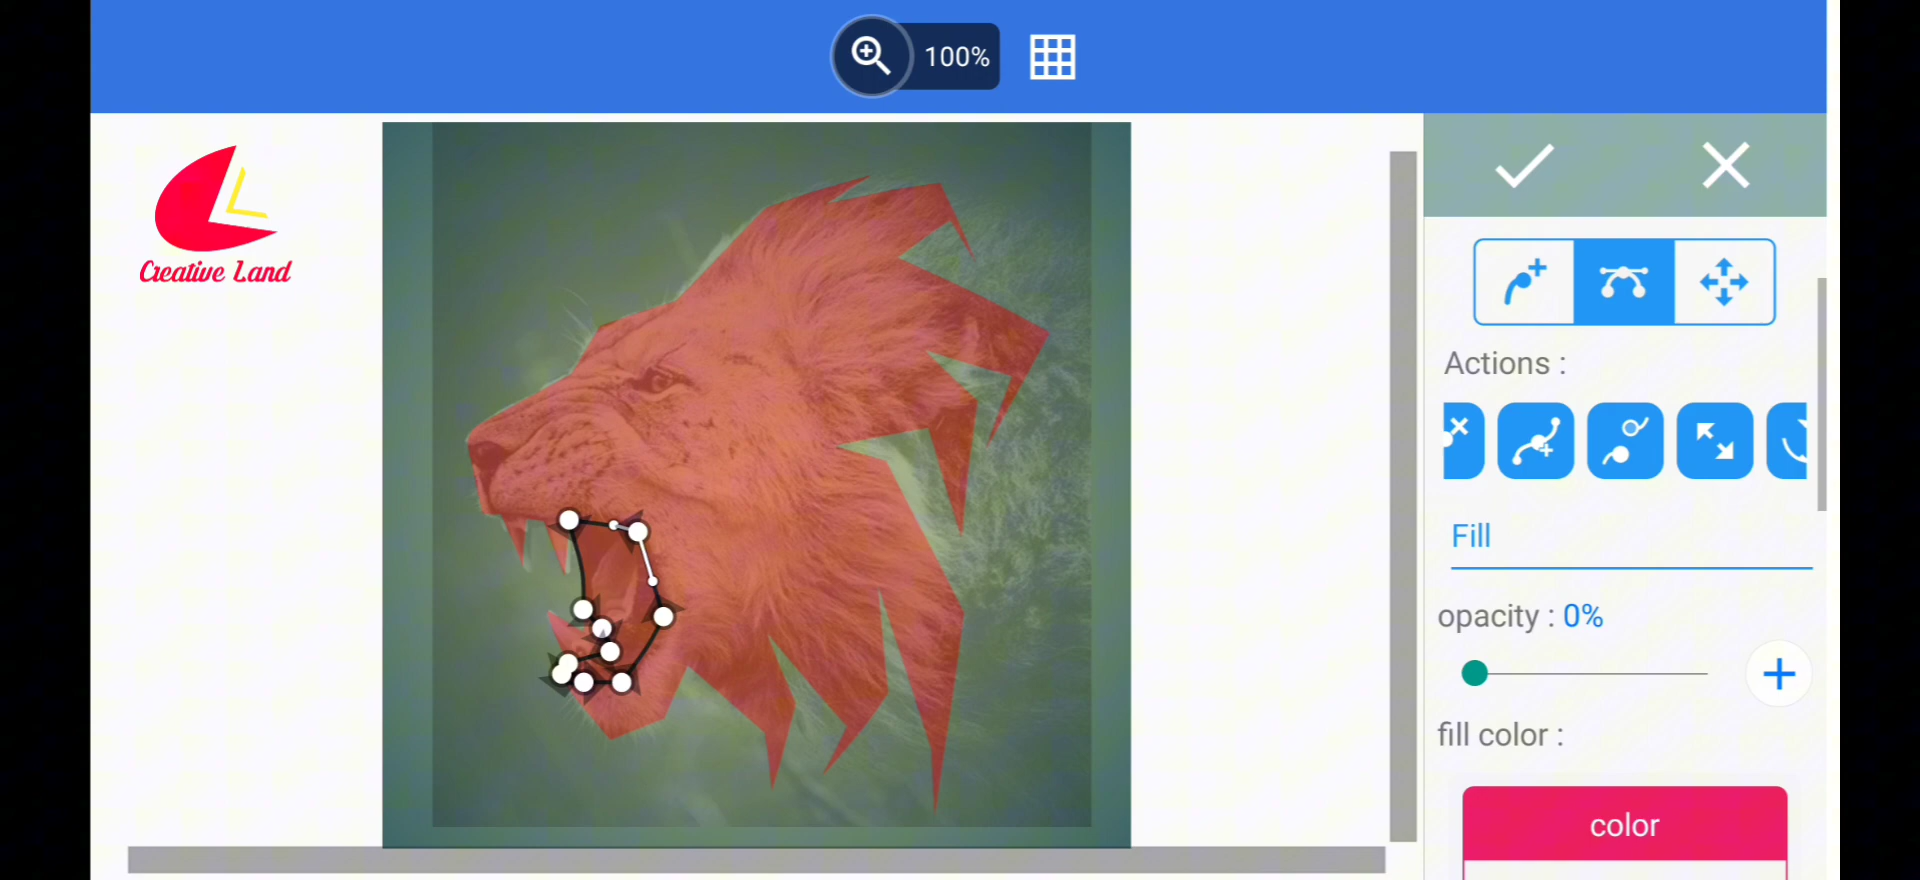 100%
Creative Land
Actions :
Fill
opacity : 0%
fill color :
color